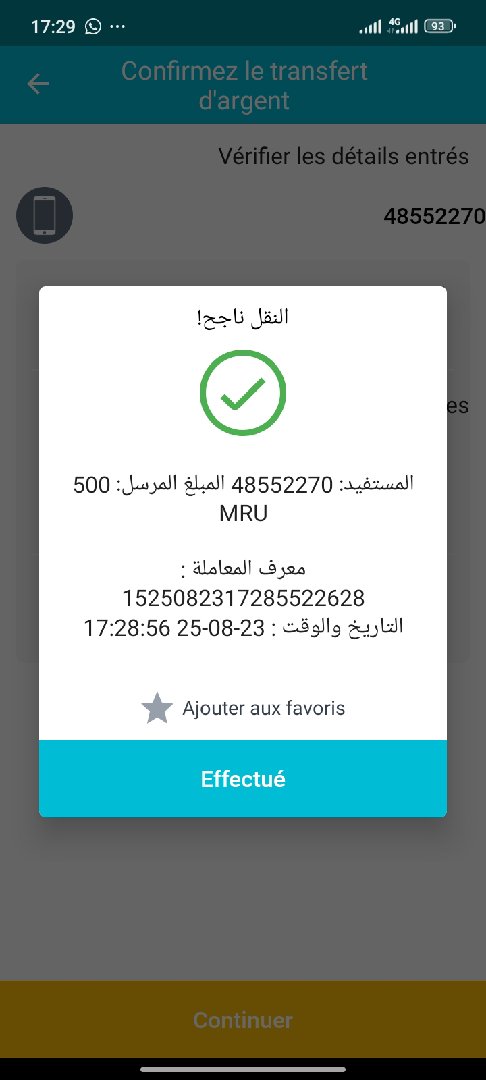 17:29
4G
93
Confirmez le transfert
d'argent
Vérifier les détails entrés
48552270
es
النقل ناجح!
المستفيد: 48552270 المبلغ المرسل: 500
MRU
معرف المعاملة :
1525082317285522628
التاريخ والوقت : 23-08-25 17:28:56
Ajouter aux favoris
Effectué
Continuer